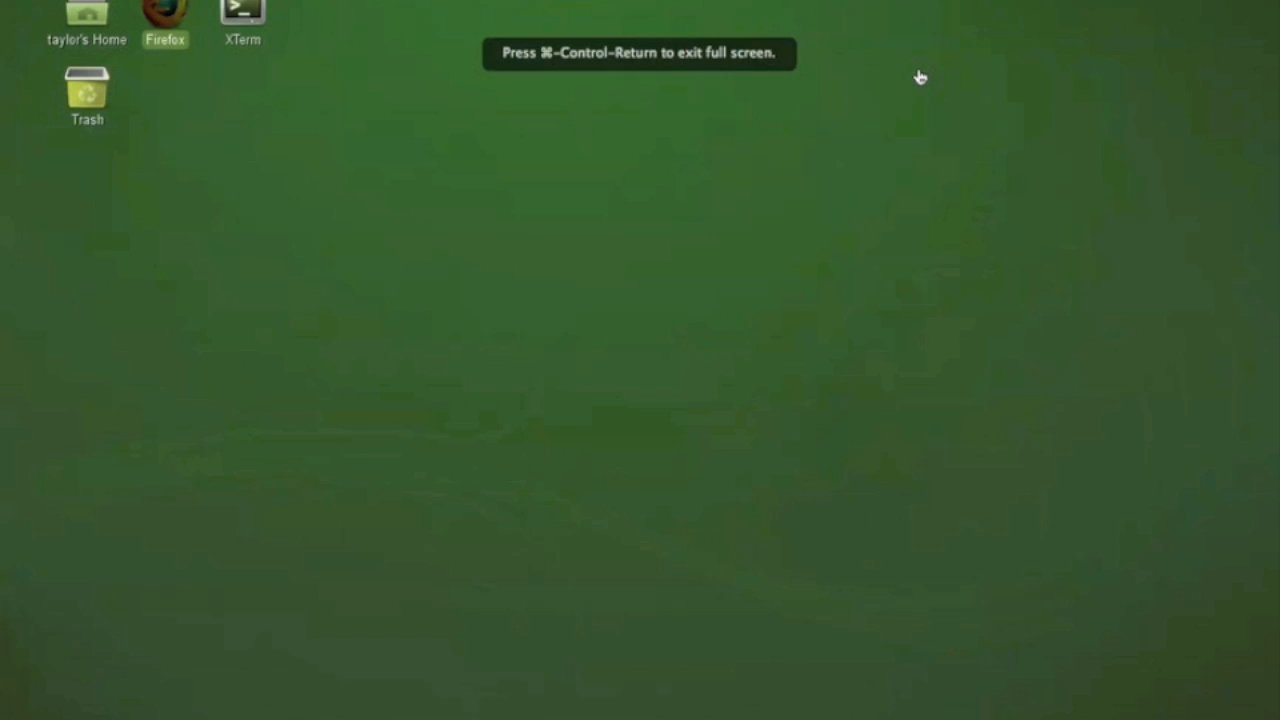 taylor's Home
Firefox
XTerm
Press ⌘-Control-Return to exit full screen.
Trash